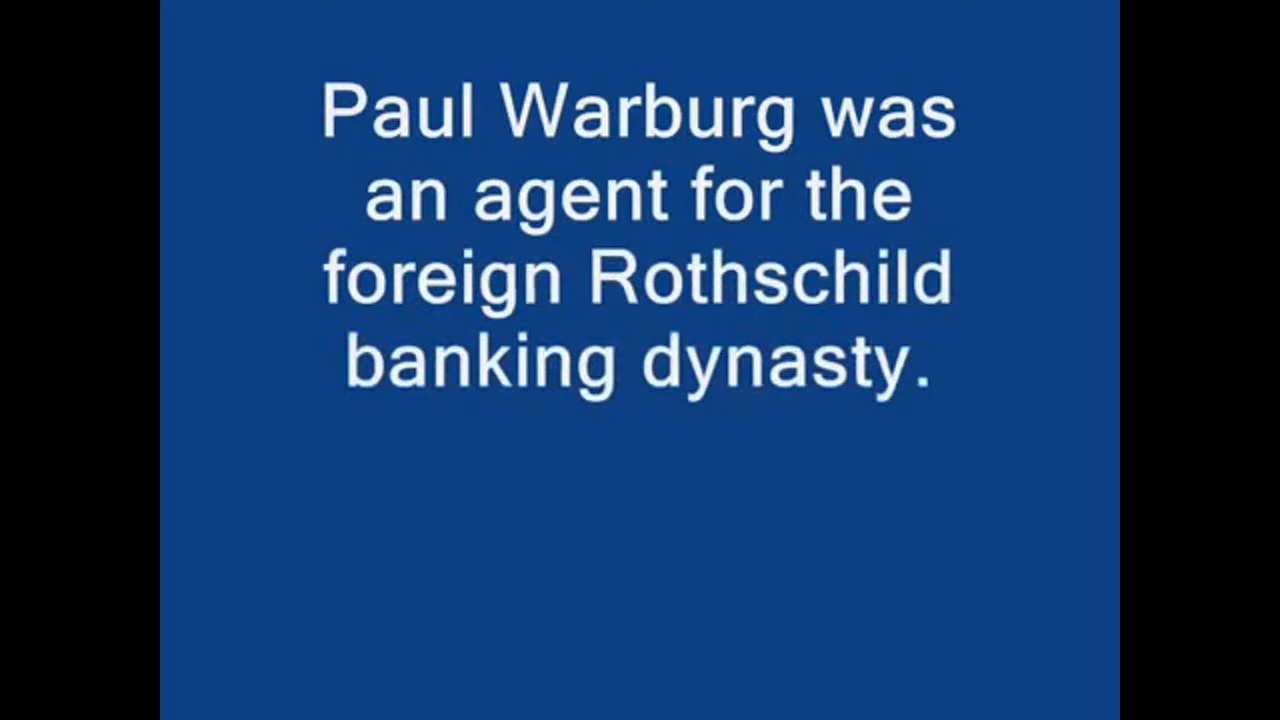 Paul Warburg was
an agent for the
foreign Rothschild
banking dynasty.